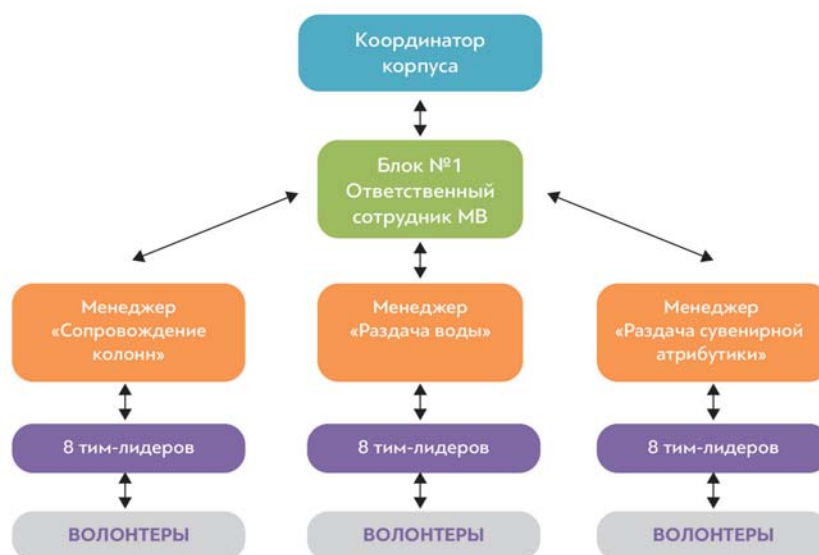 Координатор
корпуса
Блок №1
Ответственный
сотрудник МВ
Менеджер
«Сопровождение
колонн»
Менеджер
«Раздача воды»
Менеджер
«Раздача сувенирной
атрибутики»
8 тим-лидеров
8 тим-лидеров
8 тим-лидеров
ВОЛОНТЕРЫ
ВОЛОНТЕРЫ
ВОЛОНТЕРЫ